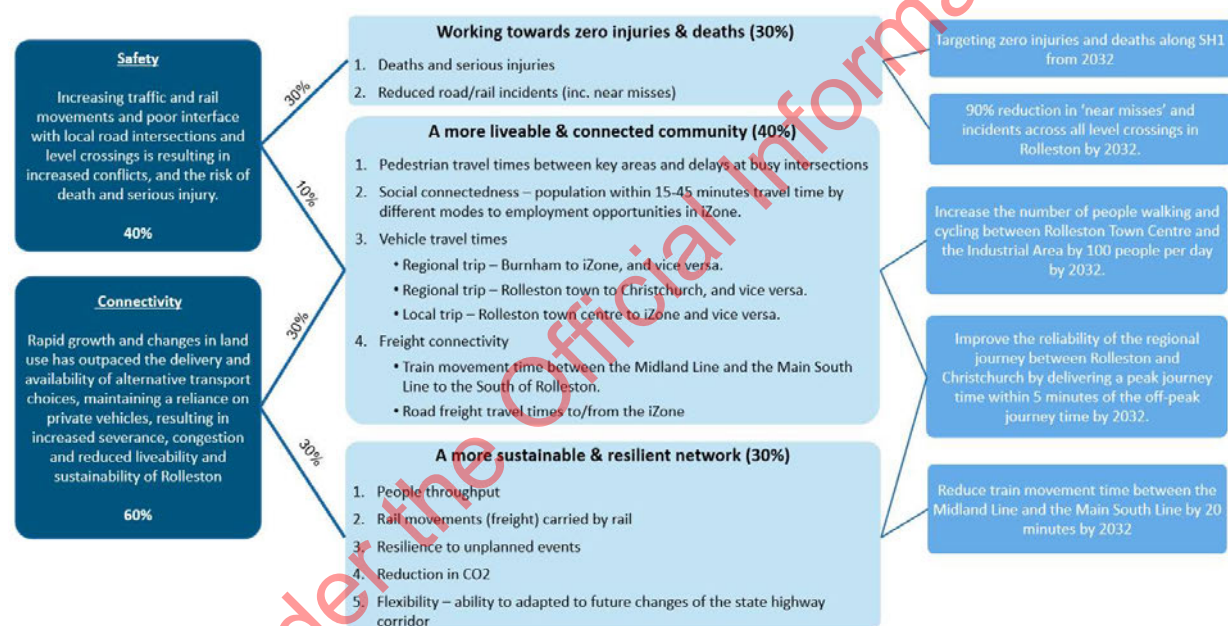 Safety
Increasing traffic and rail
movements and poor interface
with local road intersections and
level crossings is resulting in
increased conflicts, and the risk of
death and serious injury.
40%
Connectivity
Rapid growth and changes in land
use has outpaced the delivery and
availability of alternative transport
choices, maintaining a reliance on
private vehicles, resulting in
increased severance, congestion
and reduced liveability and
sustainability of Rolleston
60%
30%
10%
30%
30%
Working towards zero injuries & deaths (30%)
1. Deaths and serious injuries
2. Reduced road/rail incidents (inc. near misses)
A more liveable & connected community (40%)
1. Pedestrian travel times between key areas and delays at busy intersections
2. Social connectedness – population within 15-45 minutes travel time by
different modes to employment opportunities in iZone.
3. Vehicle travel times
• Regional trip – Burnham to iZone, and vice versa.
• Regional trip – Rolleston town to Christchurch, and vice versa.
• Local trip – Rolleston town centre to iZone and vice versa.
4. Freight connectivity
• Train movement time between the Midland Line and the Main South
Line to the South of Rolleston.
• Road freight travel times to/from the iZone
A more sustainable & resilient network (30%)
1. People throughput
2. Rail movements (freight) carried by rail
3. Resilience to unplanned events
4. Reduction in CO2
5. Flexibility – ability to adapted to future changes of the state highway
corridor
Targeting zero injuries and deaths along SH1
from 2032
90% reduction in 'near misses' and
incidents across all level crossings in
Rolleston by 2032.
Increase the number of people walking and
cycling between Rolleston Town Centre and
the Industrial Area by 100 people per day
by 2032.
Improve the reliability of the regional
journey between Rolleston and
Christchurch by delivering a peak journey
time within 5 minutes of the off-peak
journey time by 2032.
Reduce train movement time between the
Midland Line and the Main South Line by 20
minutes by 2032
der the Official Informa